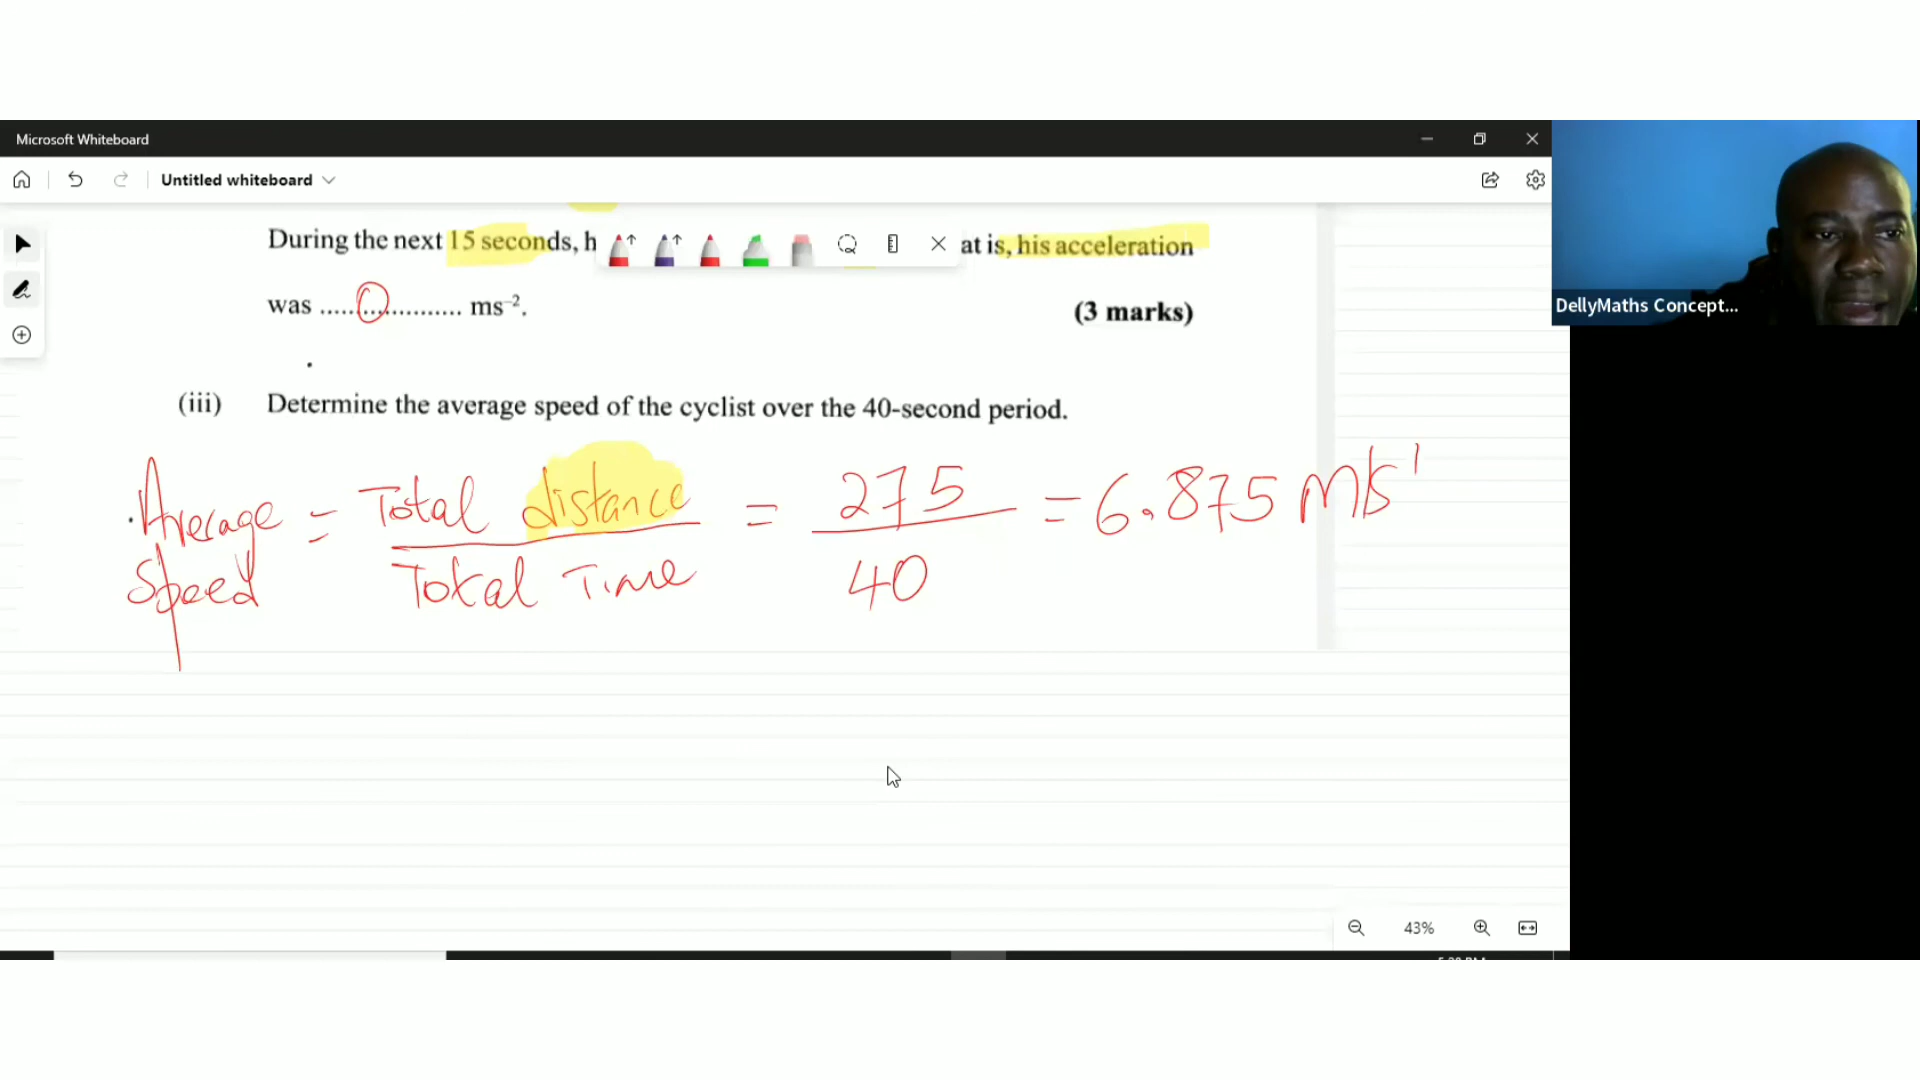 Microsoft Whiteboard
Untitled whiteboard
During the next 15 seconds, h at is, his acceleration
was ..................... ms⁻².
0
(3 marks)
(iii) Determine the average speed of the cyclist over the 40-second period.
Average Speed = Total distance / Total Time = 275 / 40 = 6.875 ms
DellyMaths Concept...
43%